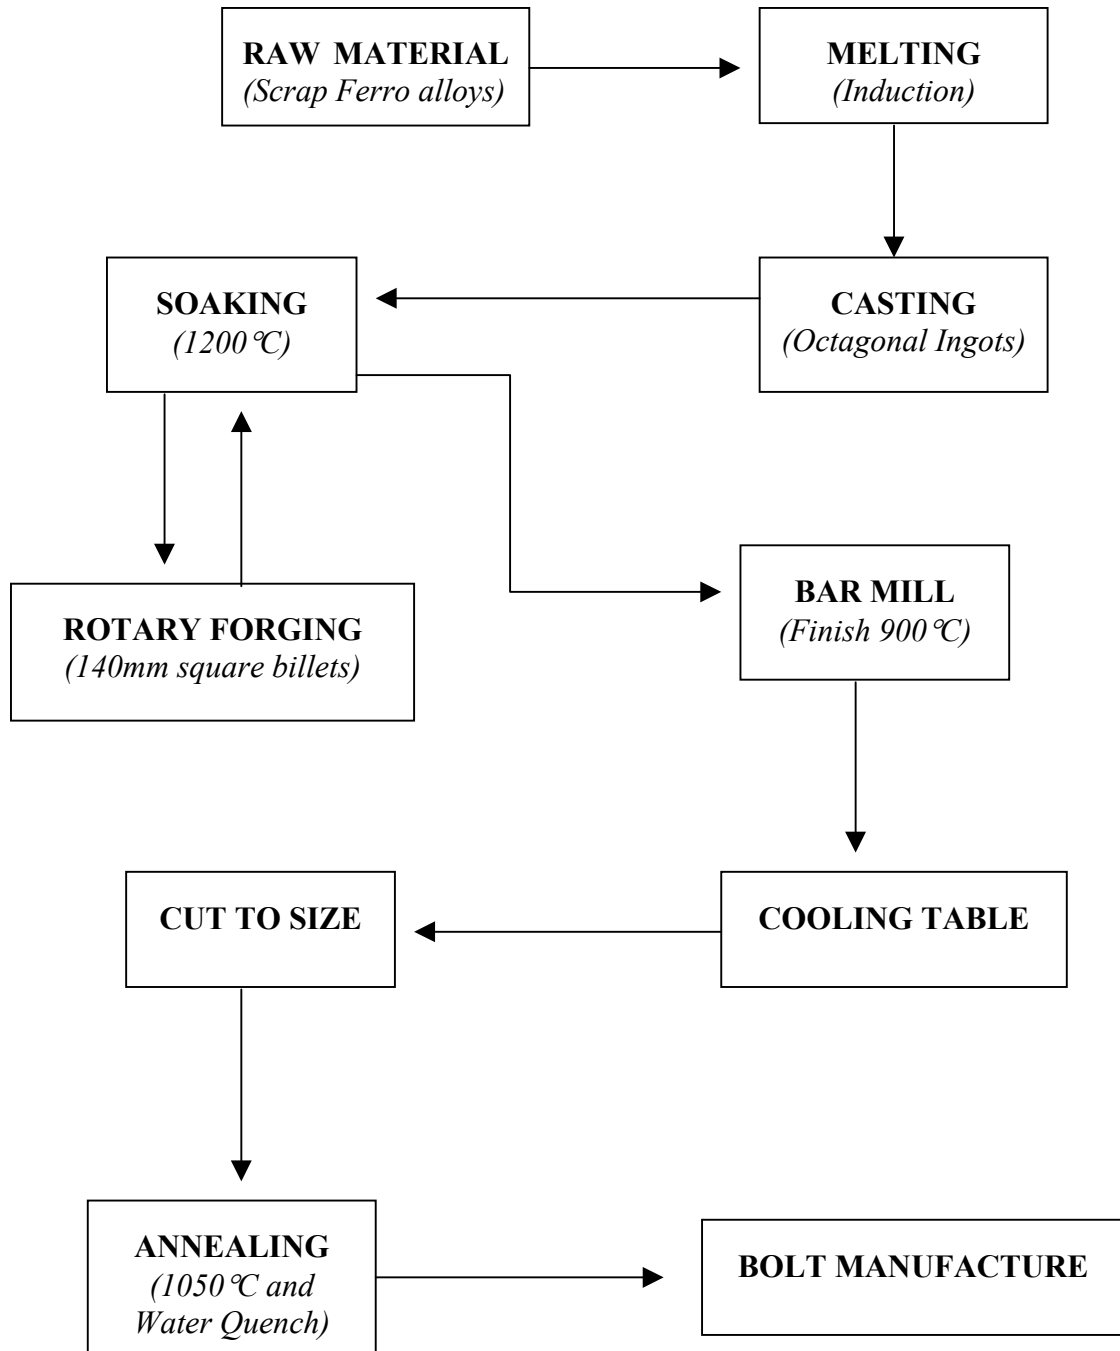 RAW MATERIAL
(Scrap Ferro alloys)
MELTING
(Induction)
SOAKING
(1200℃)
CASTING
(Octagonal Ingots)
ROTARY FORGING
(140mm square billets)
BAR MILL
(Finish 900℃)
CUT TO SIZE
COOLING TABLE
ANNEALING
(1050℃ and
Water Quench)
BOLT MANUFACTURE